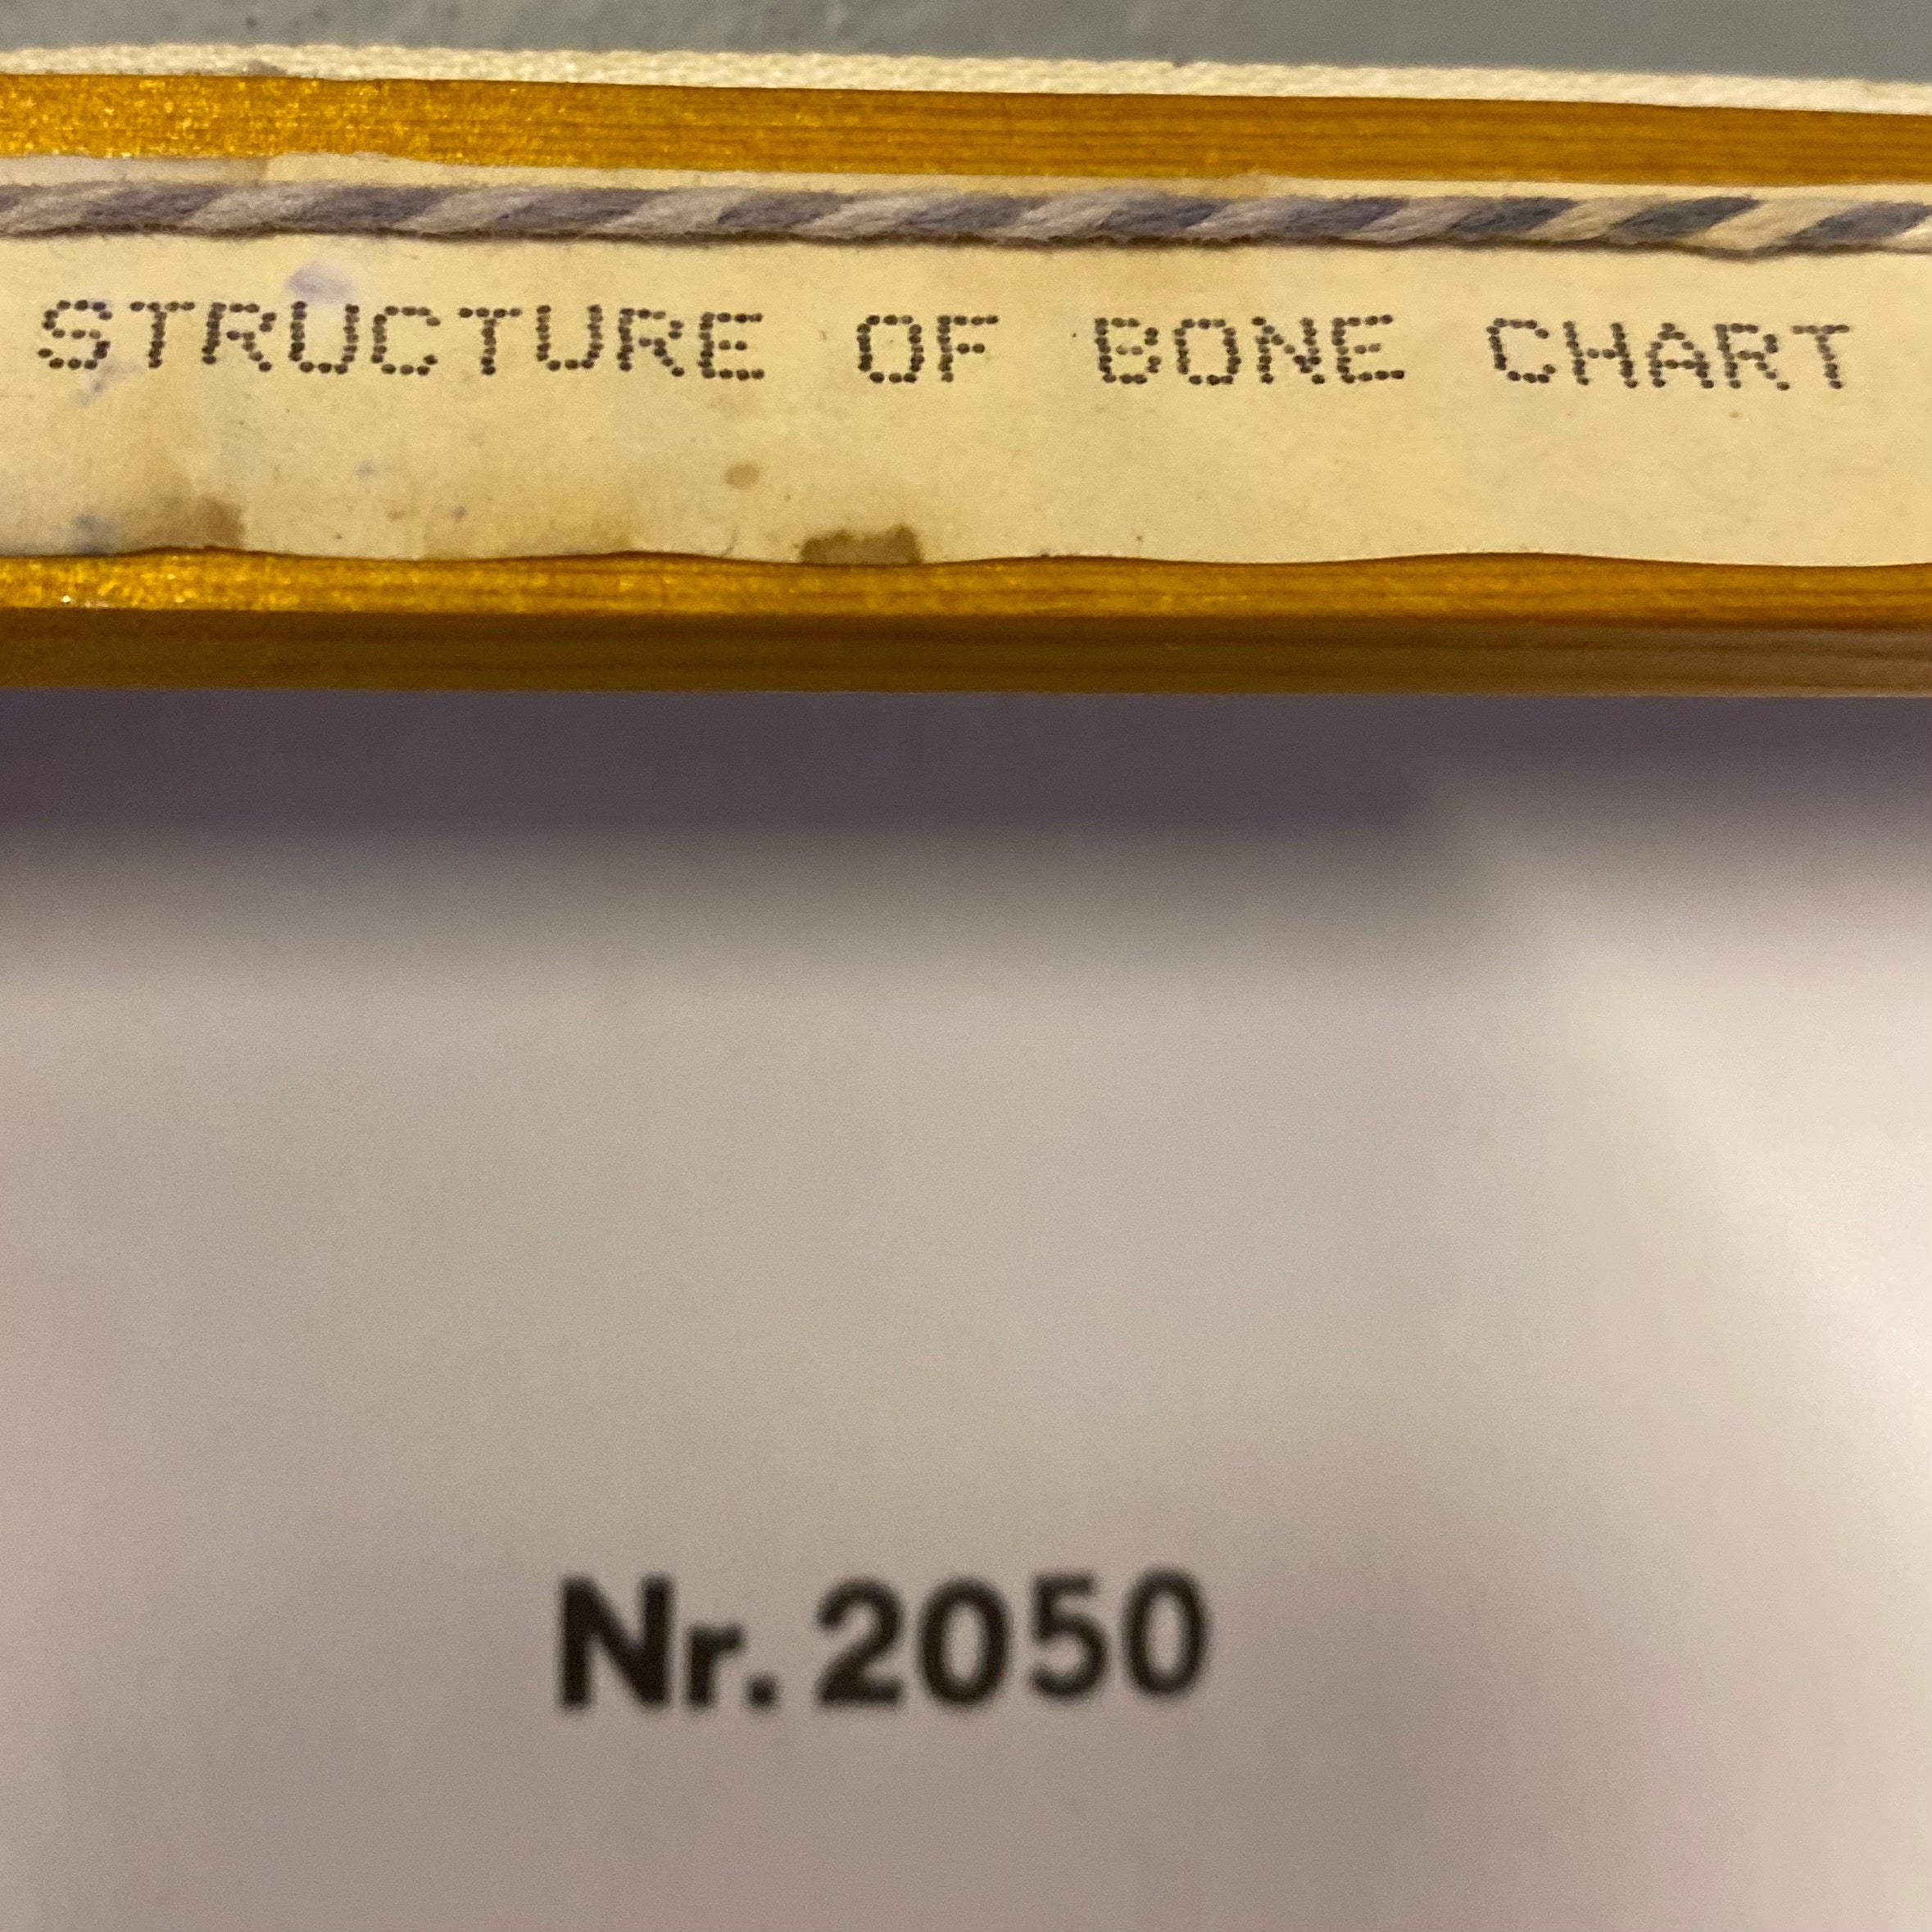 STRUCTURE OF BONE CHART
Nr. 2050